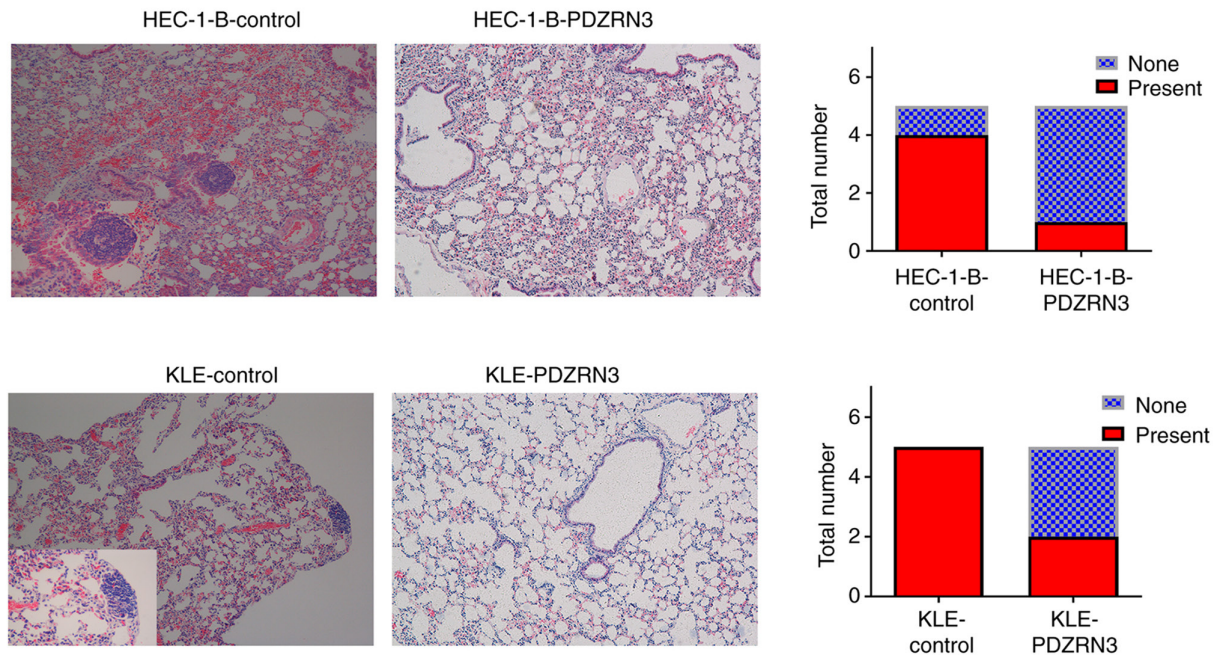 HEC-1-B-control
HEC-1-B-PDZRN3
None
Present
6
4
2
0
Total number
HEC-1-B-
control
HEC-1-B-
PDZRN3
KLE-control
KLE-PDZRN3
None
Present
6
4
2
0
Total number
KLE-
control
KLE-
PDZRN3